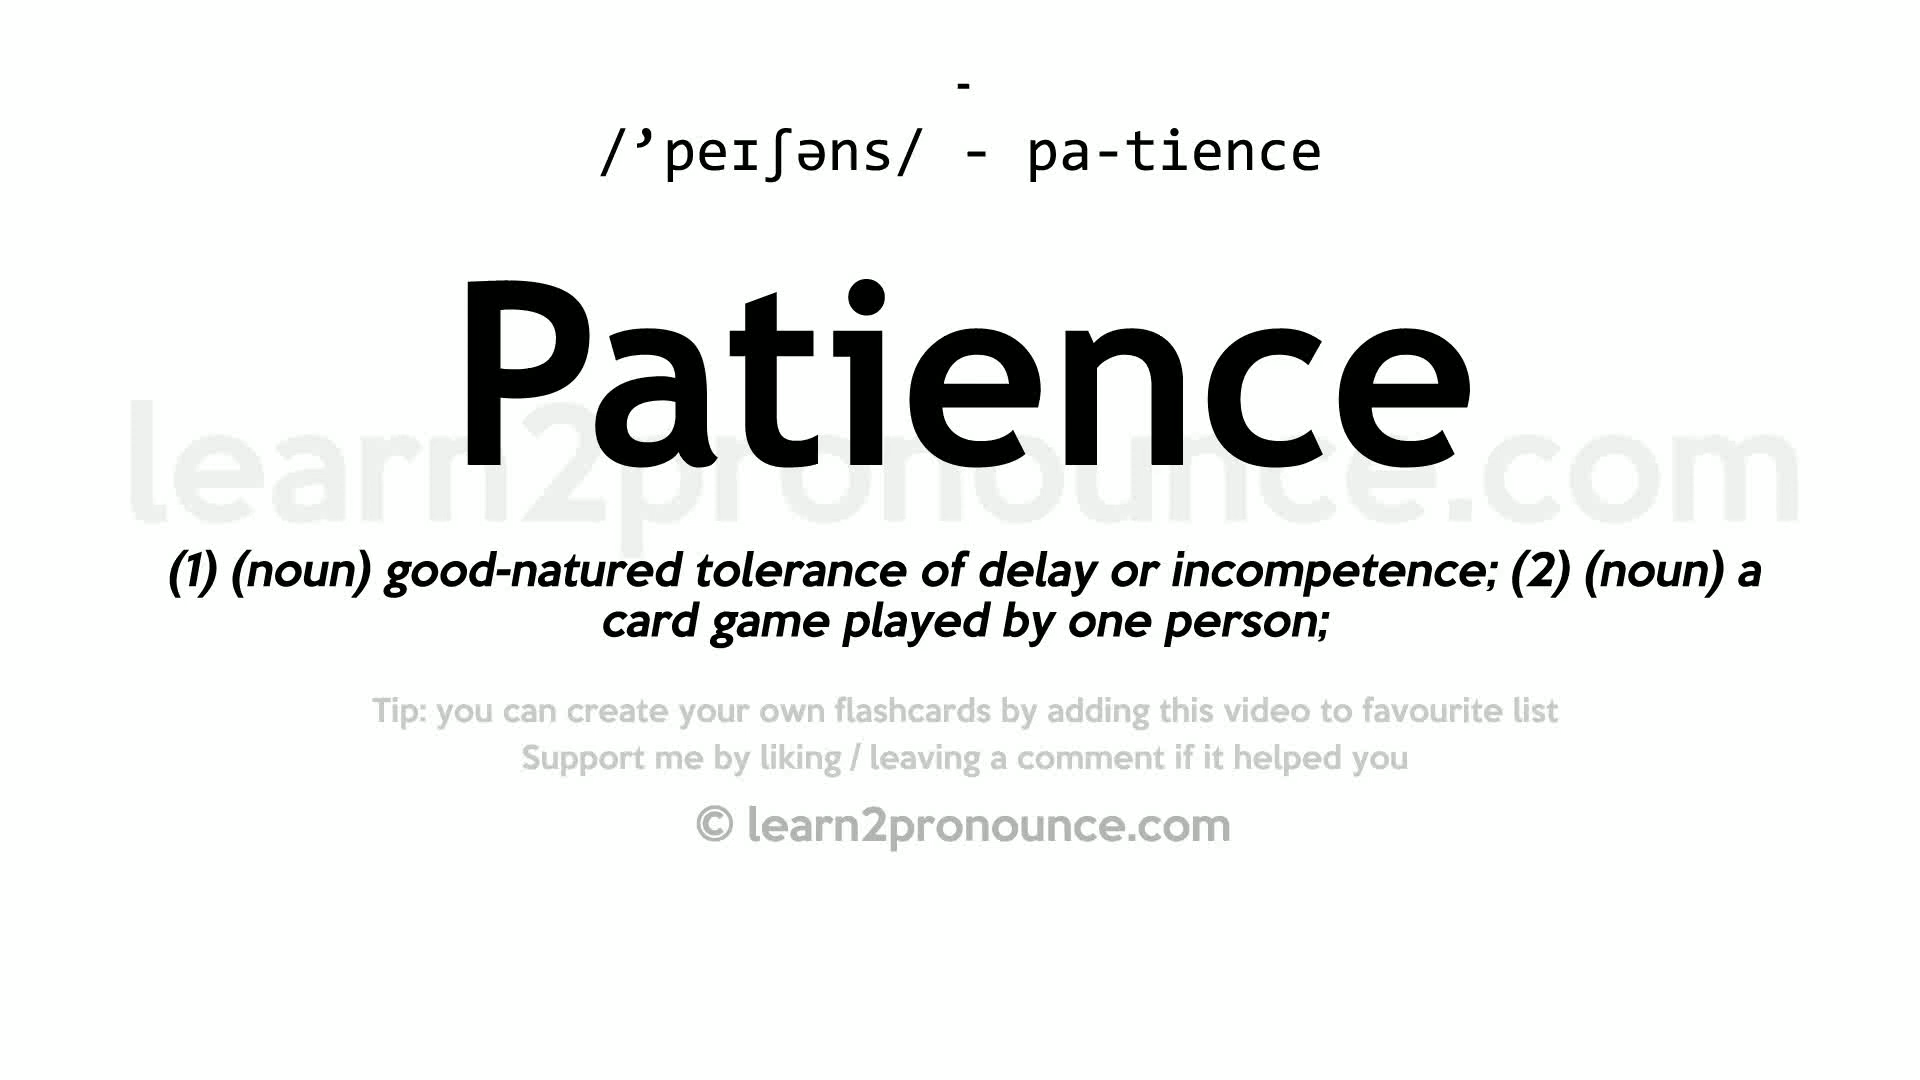 -
/’peɪʃəns/ - pa-tience
Patience
learn2pronounce.com
(1) (noun) good-natured tolerance of delay or incompetence; (2) (noun) a
card game played by one person;
Tip: you can create your own flashcards by adding this video to favourite list
Support me by liking / leaving a comment if it helped you
© learn2pronounce.com